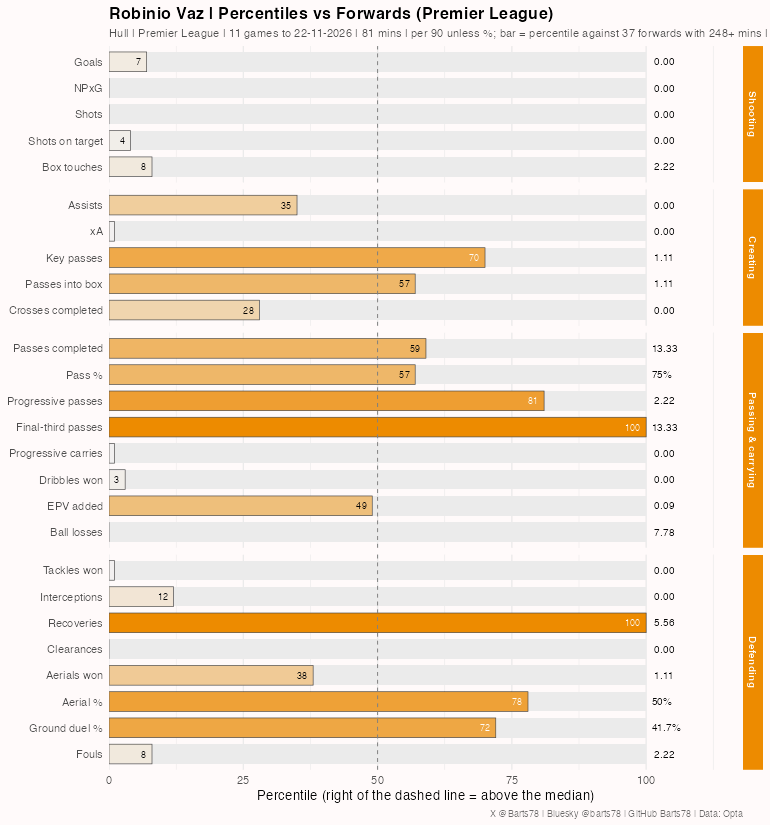 Robinio Vaz | Percentiles vs Forwards (Premier League)
Hull | Premier League | 11 games to 22-11-2026 | 81 mins | per 90 unless %; bar = percentile against 37 forwards with 248+ mins |
Goals 7 0.00
NPxG 0.00
Shots 0.00
Shots on target 4 0.00
Box touches 8 2.22
Shooting
Assists 35 0.00
xA 0.00
Key passes 70 1.11
Passes into box 57 1.11
Crosses completed 28 0.00
Creating
Passes completed 59 13.33
Pass % 57 75%
Progressive passes 81 2.22
Final-third passes 100 13.33
Progressive carries 0.00
Dribbles won 3 0.00
EPV added 49 0.09
Ball losses 7.78
Passing & carrying
Tackles won 0.00
Interceptions 12 0.00
Recoveries 100 5.56
Clearances 0.00
Aerials won 38 1.11
Aerial % 78 50%
Ground duel % 72 41.7%
Fouls 8 2.22
Defending
0 25 50 75 100
Percentile (right of the dashed line = above the median)
X @Barts78 | Bluesky @barts78 | GitHub Barts78 | Data: Opta